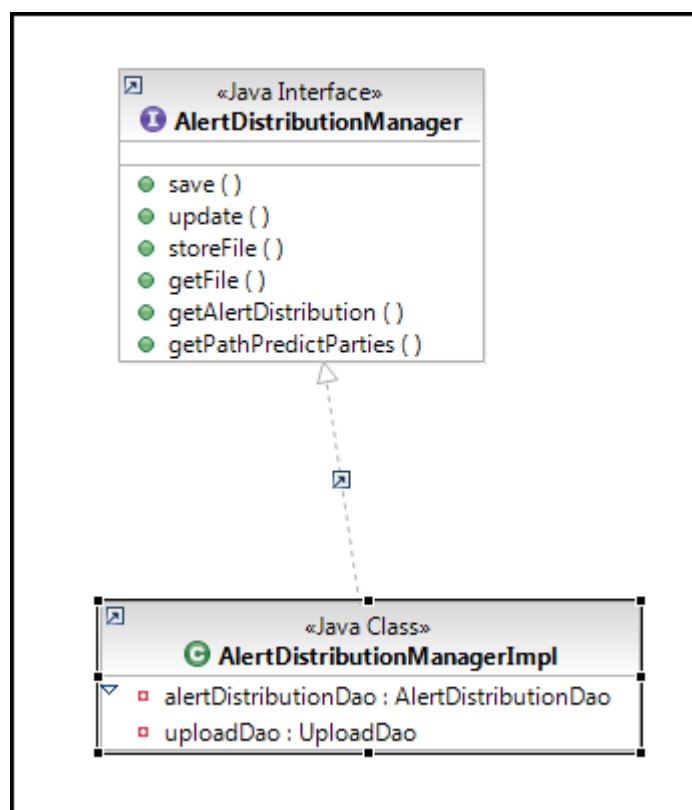 «Java Interface»
I AlertDistributionManager
save ( )
update ( )
storeFile ( )
getFile ( )
getAlertDistribution ( )
getPathPredictParties ( )
«Java Class»
C AlertDistributionManagerImpl
alertDistributionDao : AlertDistributionDao
uploadDao : UploadDao